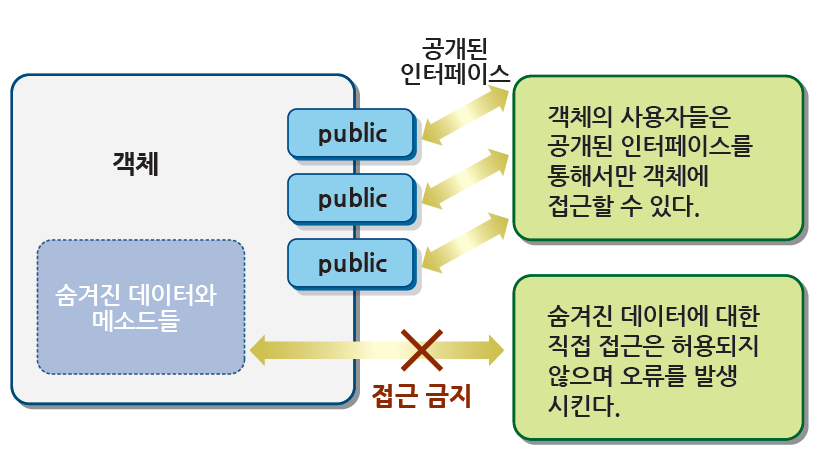 공개된
인터페이스
객체
public
public
public
숨겨진 데이터와
메소드들
객체의 사용자들은
공개된 인터페이스를
통해서만 객체에
접근할 수 있다.
접근 금지
숨겨진 데이터에 대한
직접 접근은 허용되지
않으며 오류를 발생
시킨다.